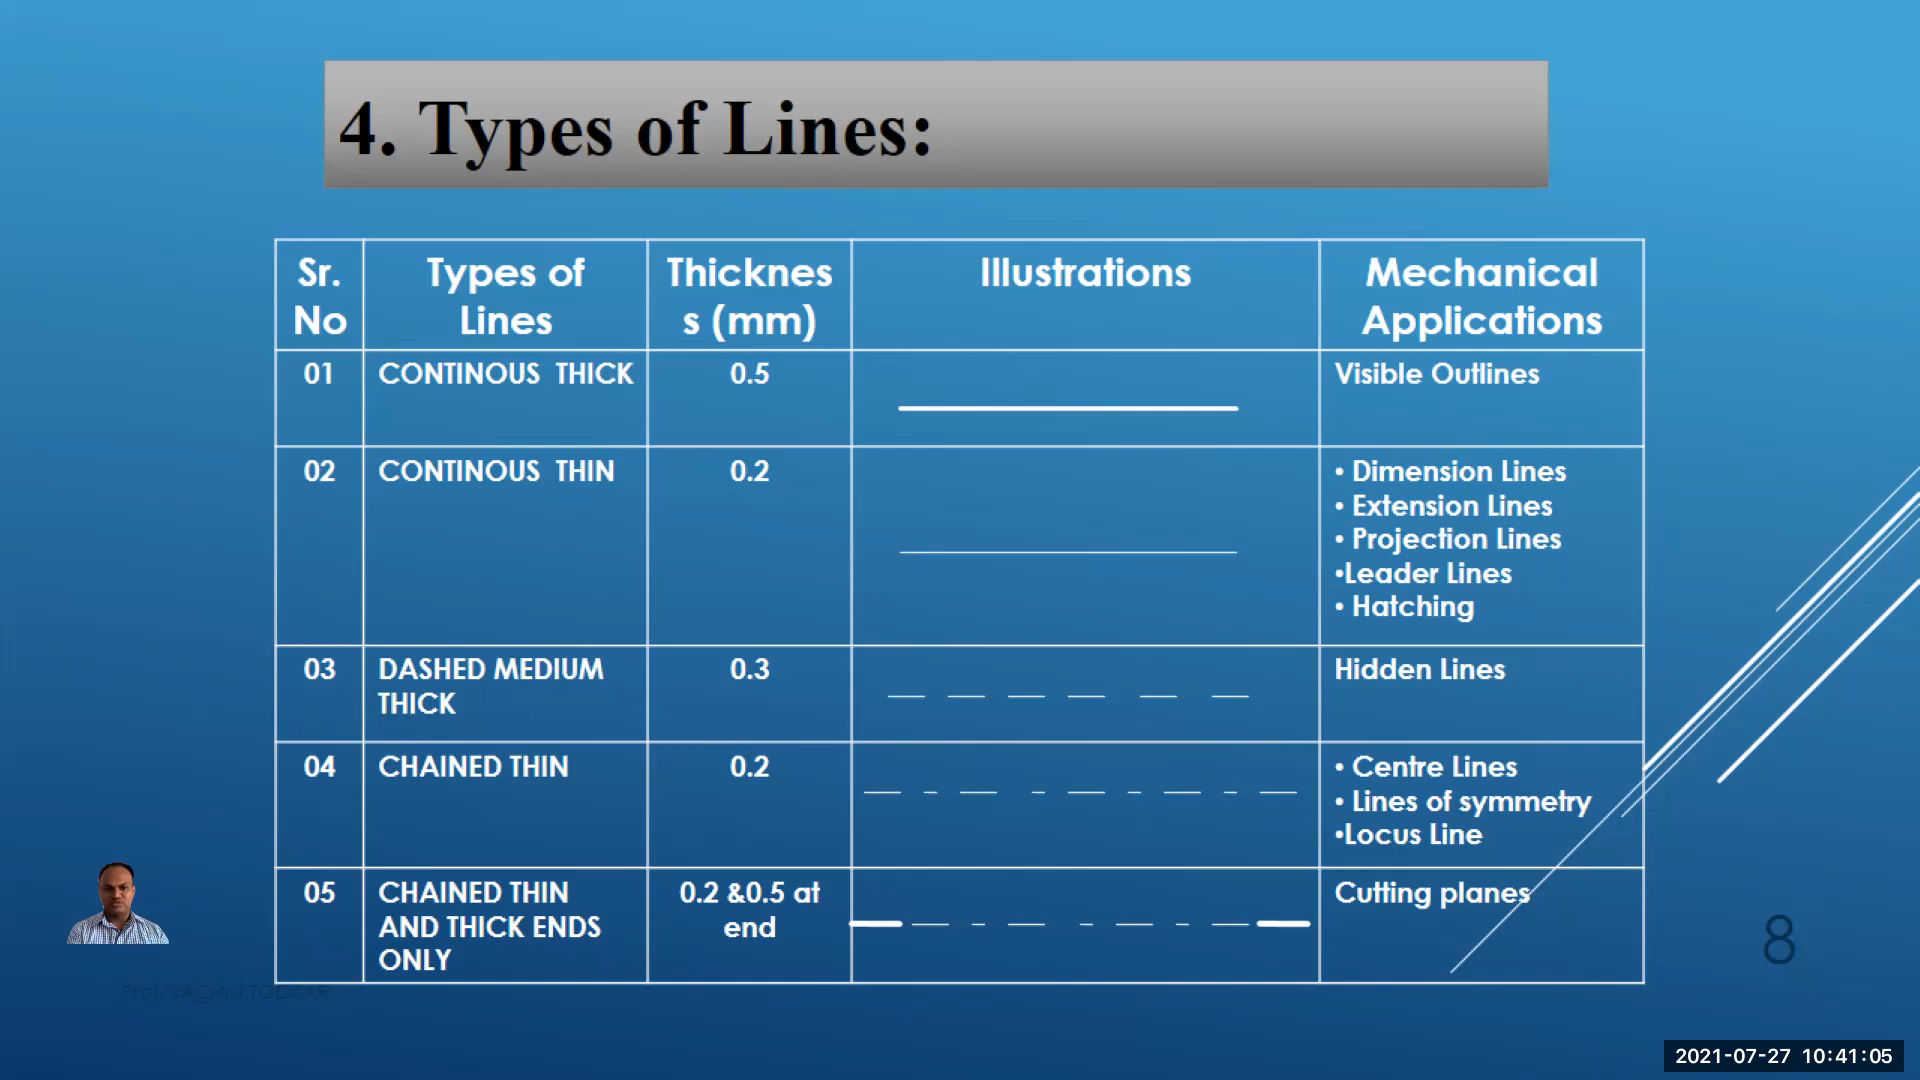 4. Types of Lines:
Sr. No
Types of Lines
Thicknes
s (mm)
Illustrations
Mechanical Applications
01
CONTINOUS THICK
0.5
Visible Outlines
02
CONTINOUS THIN
0.2
• Dimension Lines
• Extension Lines
• Projection Lines
•Leader Lines
• Hatching
03
DASHED MEDIUM
THICK
0.3
Hidden Lines
04
CHAINED THIN
0.2
• Centre Lines
• Lines of symmetry
•Locus Line
05
CHAINED THIN
AND THICK ENDS
ONLY
0.2 &0.5 at
end
Cutting planes
8
Prof. SACHIN TODKAR
2021-07-27 10:41:05